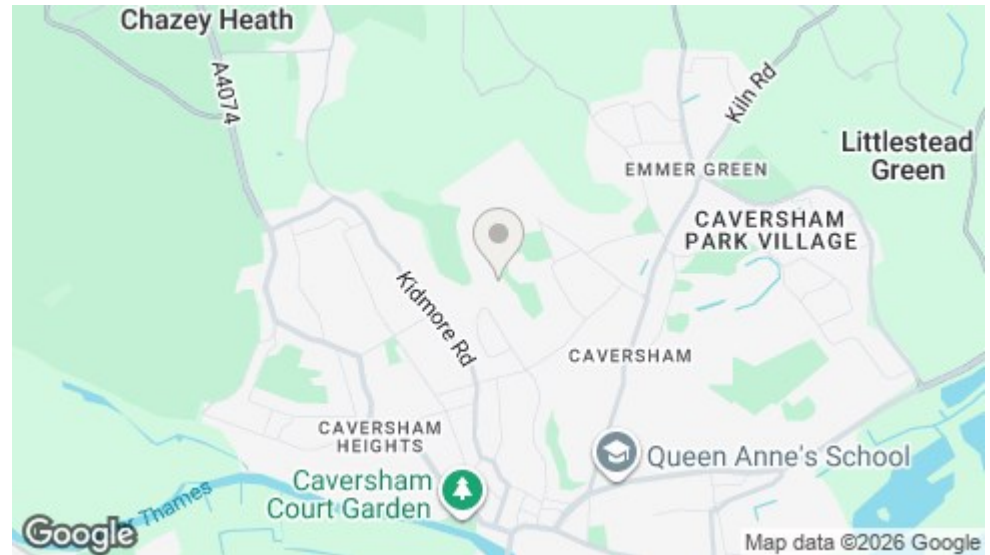 Chazey Heath
A4074
Kiln Rd
Littlestead
Green
EMMER GREEN
CAVERSHAM
PARK VILLAGE
Kidmore Rd
CAVERSHAM
CAVERSHAM
HEIGHTS
Queen Anne's School
Caversham
Court Garden
Thames
Google
Map data ©2026 Google